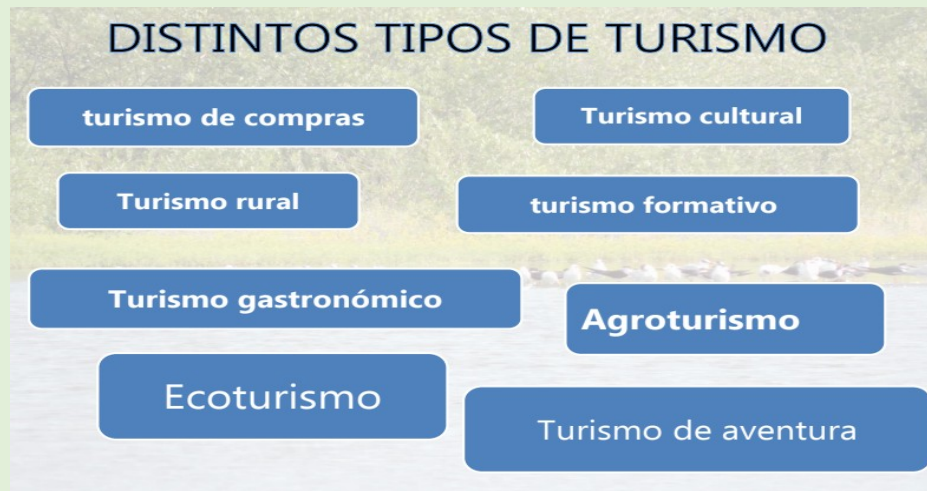 DISTINTOS TIPOS DE TURISMO
turismo de compras
Turismo cultural
Turismo rural
turismo formativo
Turismo gastronómico
Agroturismo
Ecoturismo
Turismo de aventura